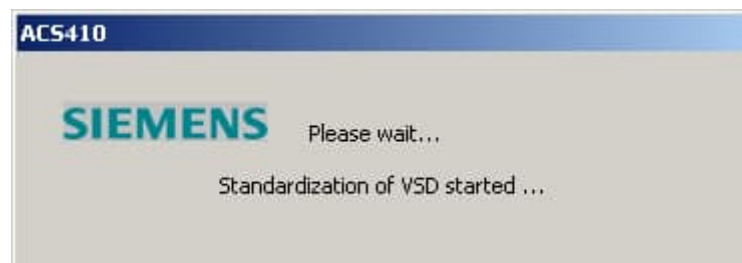 ACS410
SIEMENS
Please wait...
Standardization of VSD started ...